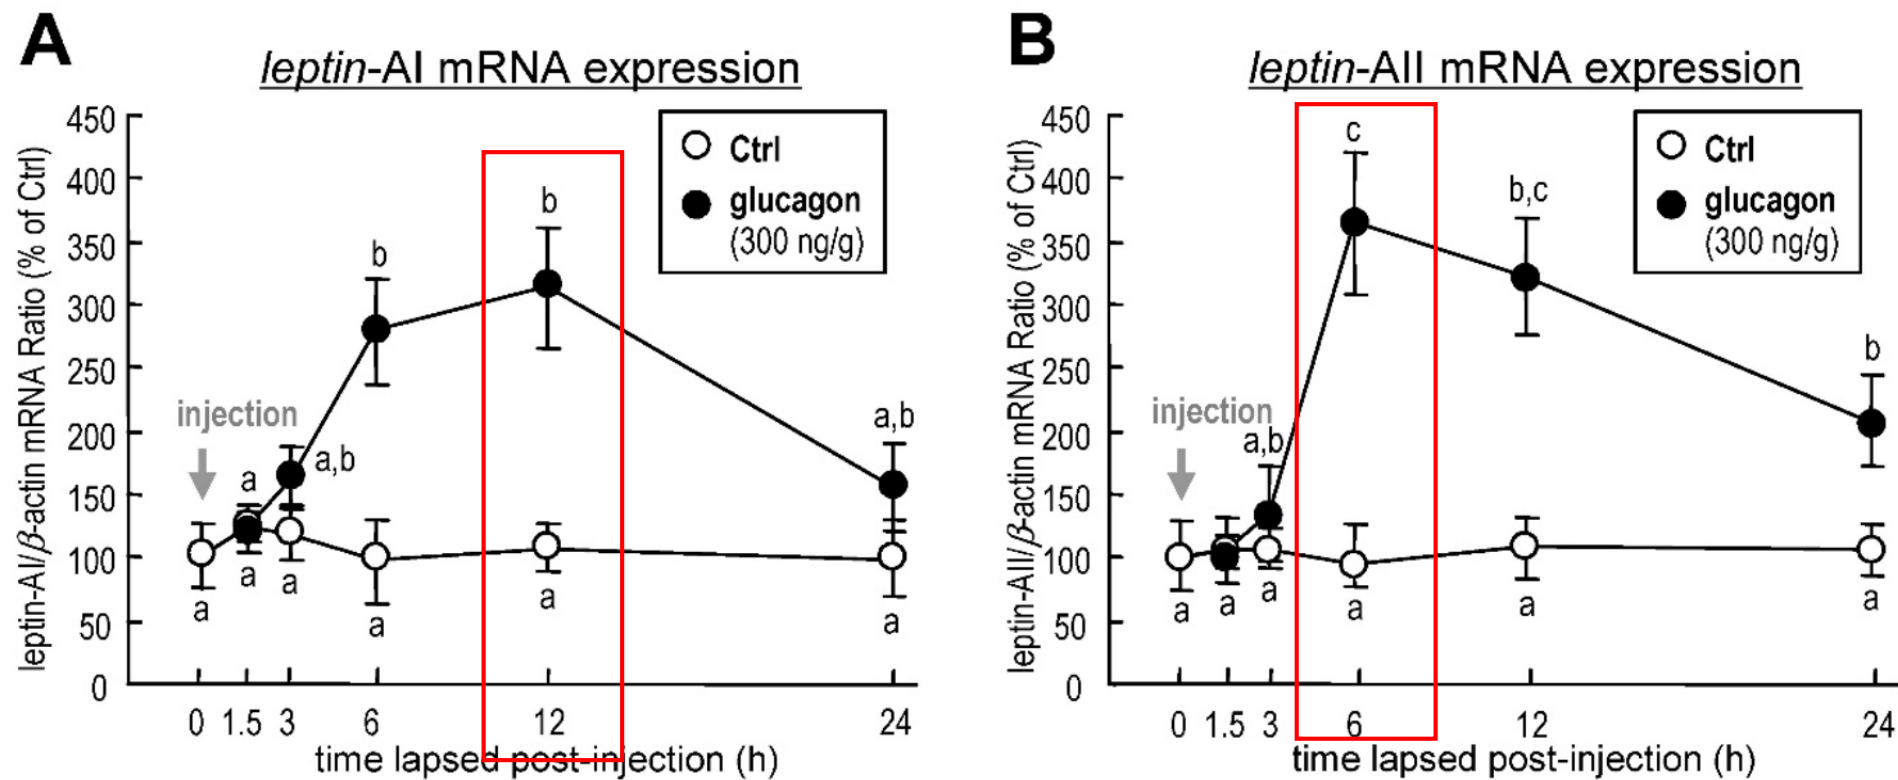 A
leptin-AI mRNA expression
leptin-AI/β-actin mRNA Ratio (% of Ctrl)
450
400
350
300
250
200
150
100
50
0
Ctrl
glucagon
(300 ng/g)
injection
b
b
a,b
a,b
a
a
a
a
a
a
a
0
1.5
3
6
12
24
time lapsed post-injection (h)
B
leptin-AII mRNA expression
leptin-AII/β-actin mRNA Ratio (% of Ctrl)
450
400
350
300
250
200
150
100
50
0
Ctrl
glucagon
(300 ng/g)
injection
c
b,c
b
a,b
a
a
a
a
a
a
0
1.5
3
6
12
24
time lapsed post-injection (h)